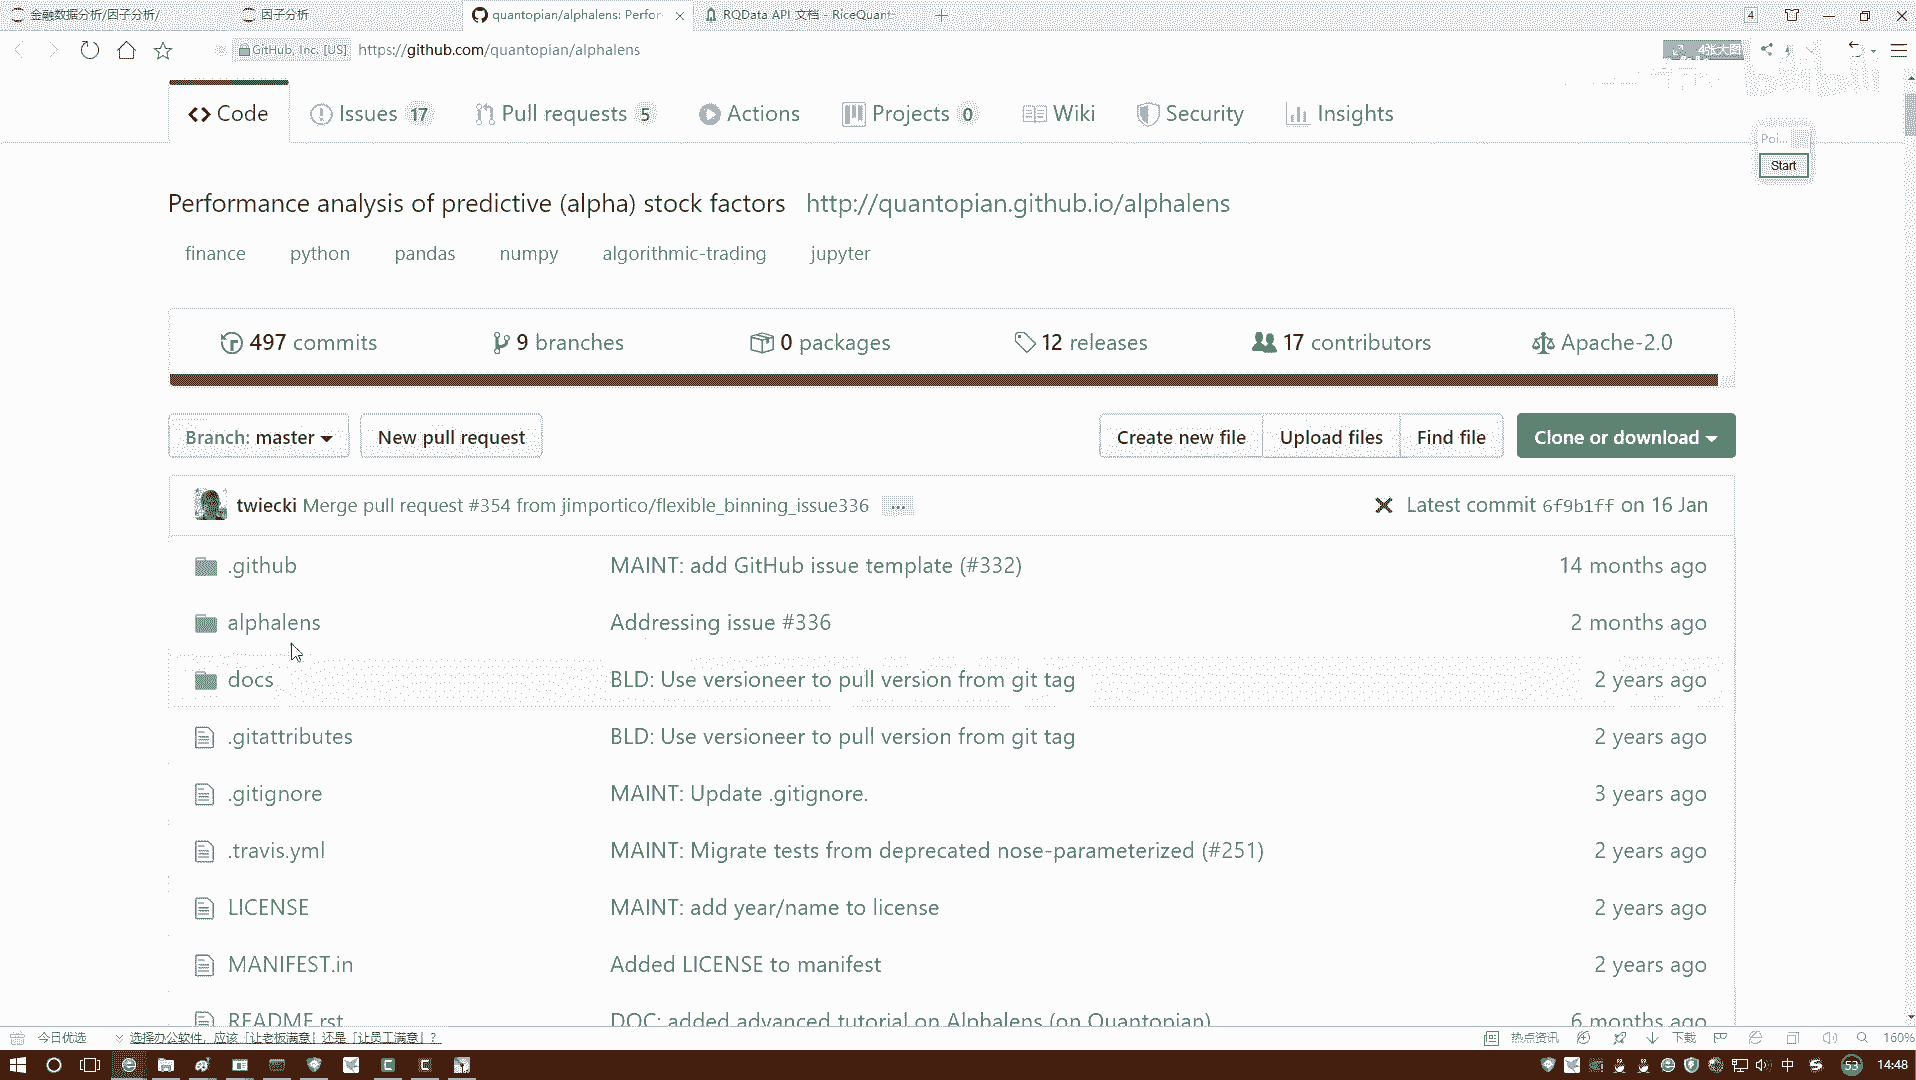 金融数据分析/因子分析/
因子分析
quantopian/alphalens: Perfor
RQData API 文档 - RiceQuant
4
GitHub, Inc. [US]
https://github.com/quantopian/alphalens
4张大图
Code
Issues 17
Pull requests 5
Actions
Projects 0
Wiki
Security
Insights
Poi...
Start
Performance analysis of predictive (alpha) stock factors http://quantopian.github.io/alphalens
finance python pandas numpy algorithmic-trading jupyter
497 commits
9 branches
0 packages
12 releases
17 contributors
Apache-2.0
Branch: master
New pull request
Create new file
Upload files
Find file
Clone or download
twiecki Merge pull request #354 from jimportico/flexible_binning_issue336 ...
Latest commit 6f9b1ff on 16 Jan
.github MAINT: add GitHub issue template (#332) 14 months ago
alphalens Addressing issue #336 2 months ago
docs BLD: Use versioneer to pull version from git tag 2 years ago
.gitattributes BLD: Use versioneer to pull version from git tag 2 years ago
.gitignore MAINT: Update .gitignore. 3 years ago
.travis.yml MAINT: Migrate tests from deprecated nose-parameterized (#251) 2 years ago
LICENSE MAINT: add year/name to license 2 years ago
MANIFEST.in Added LICENSE to manifest 2 years ago
README.rst DOC: added advanced tutorial on Alphalens (on Quantopian) 6 months ago
今日优选
选择办公软件，应该「让老板满意」还是「让员工满意」？
热点资讯
下载
160%
中
53
14:48